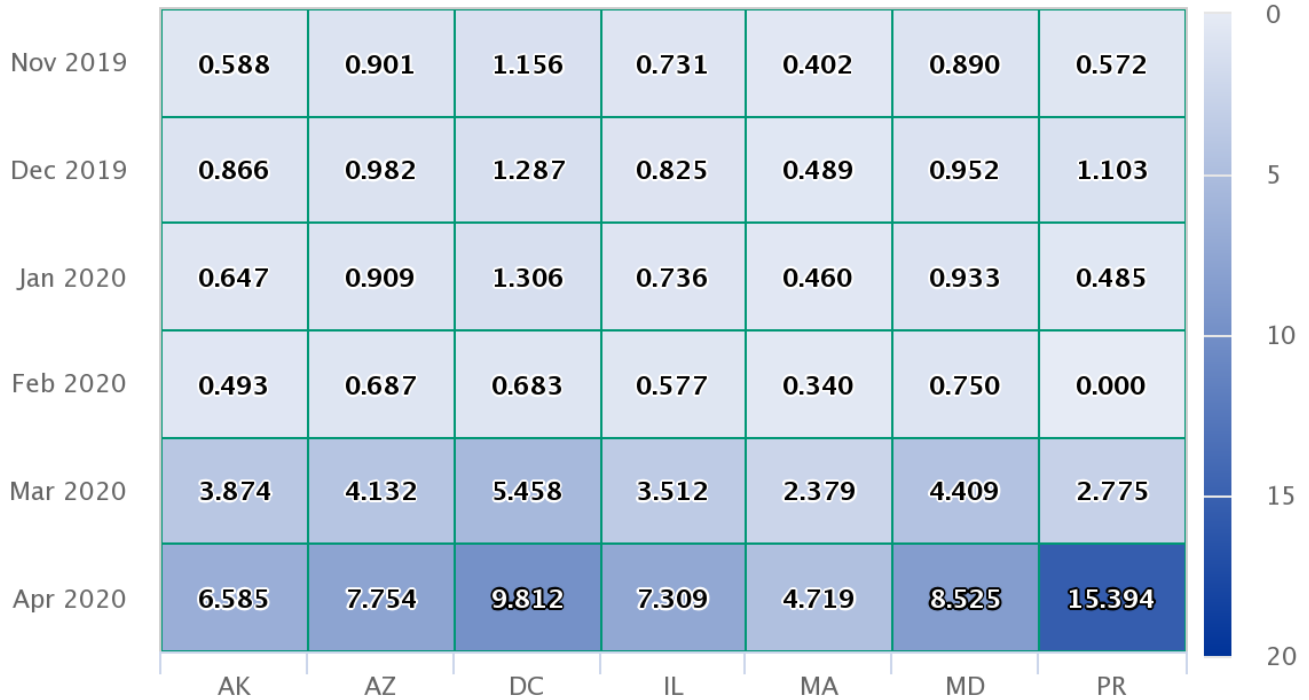 0
Nov 2019 0.588 0.901 1.156 0.731 0.402 0.890 0.572
Dec 2019 0.866 0.982 1.287 0.825 0.489 0.952 1.103
5
Jan 2020 0.647 0.909 1.306 0.736 0.460 0.933 0.485
10
Feb 2020 0.493 0.687 0.683 0.577 0.340 0.750 0.000
Mar 2020 3.874 4.132 5.458 3.512 2.379 4.409 2.775
15
Apr 2020 6.585 7.754 9.812 7.309 4.719 8.525 15.394
20
AK AZ DC IL MA MD PR